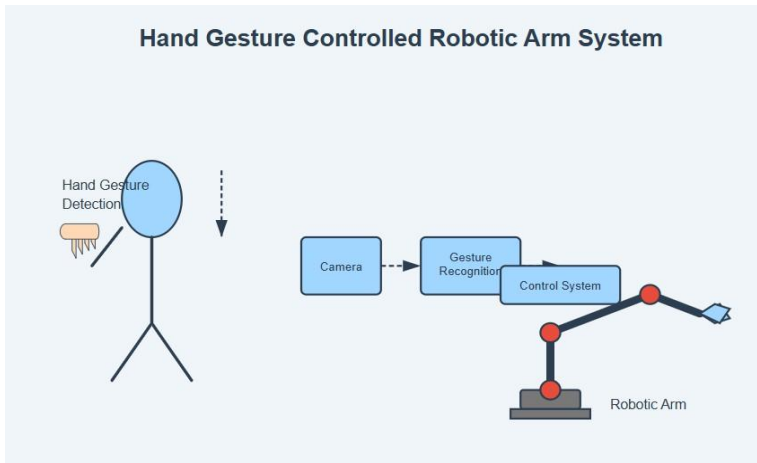 Hand Gesture Controlled Robotic Arm System
Hand Gesture
Detection
Camera
Gesture
Recognition
Control System
Robotic Arm